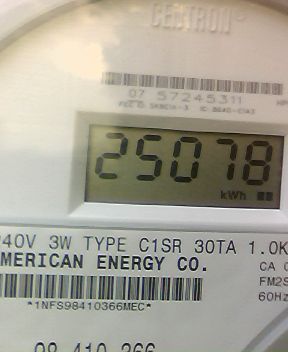 CENTRON®
07 57245311
25078
kWh
240V 3W TYPE C1SR 30TA 1.0K
AMERICAN ENERGY CO.
CA
FM2S
60Hz
*1NFS98410366MEC*
98 410 366